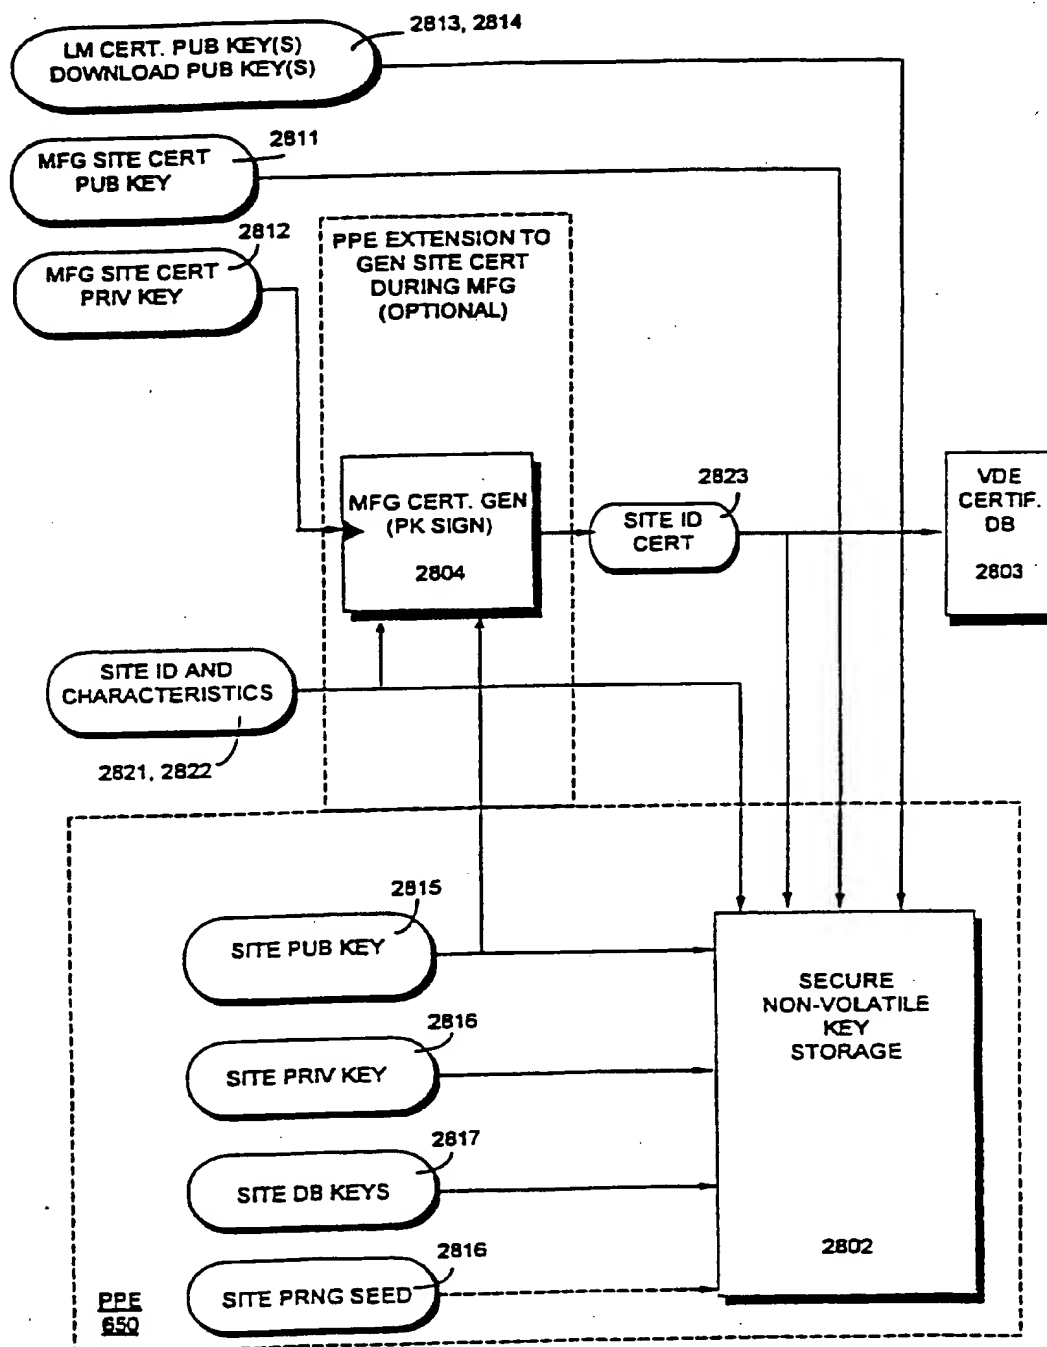 2813, 2814
LM CERT. PUB KEY(S)
DOWNLOAD PUB KEY(S)
2811
MFG SITE CERT
PUB KEY
2812
MFG SITE CERT
PRIV KEY
PPE EXTENSION TO
GEN SITE CERT
DURING MFG
(OPTIONAL)
MFG CERT. GEN
(PK SIGN)
2804
2823
SITE ID
CERT
VDE
CERTIF.
DB
2803
SITE ID AND
CHARACTERISTICS
2821, 2822
2815
SITE PUB KEY
2816
SITE PRIV KEY
2817
SITE DB KEYS
2816
SITE PRNG SEED
SECURE
NON-VOLATILE
KEY
STORAGE
2802
PPE
650